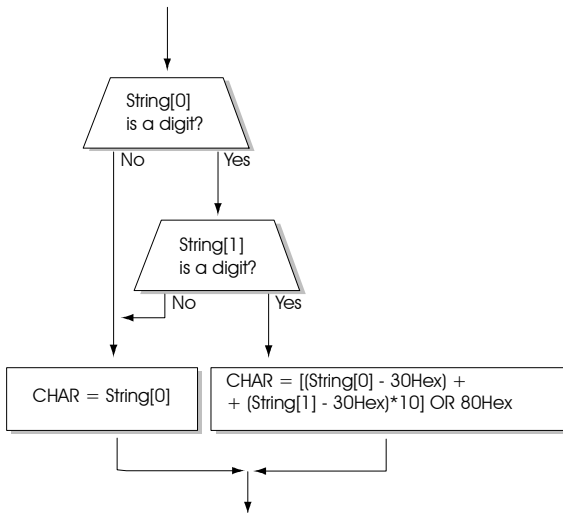 String[0]
is a digit?
No
Yes
String[1]
is a digit?
No
Yes
CHAR = String[0]
CHAR = [(String[0] - 30Hex) +
+ (String[1] - 30Hex)*10] OR 80Hex